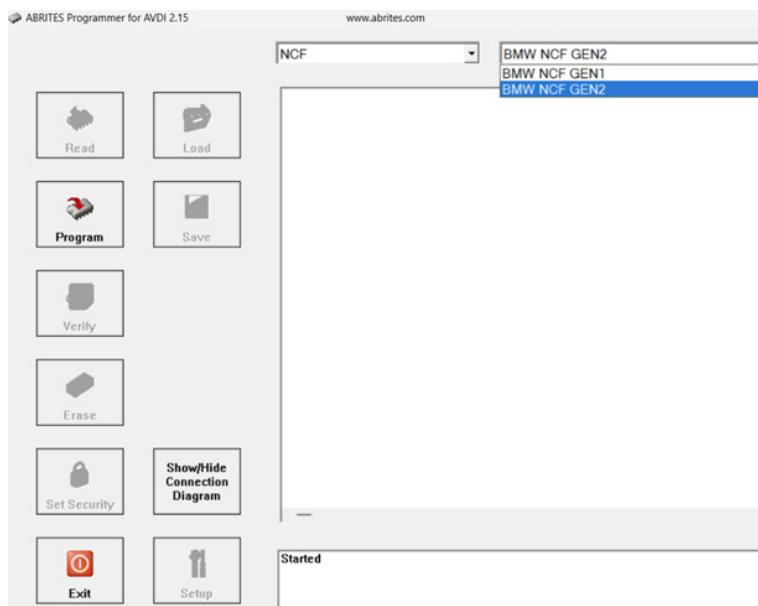 ABRITES Programmer for AVDI 2.15
www.abrites.com
NCF
BMW NCF GEN2
BMW NCF GEN1
BMW NCF GEN2
Read
Load
Program
Save
Verify
Erase
Set Security
Show/Hide
Connection
Diagram
Started
Exit
Setup